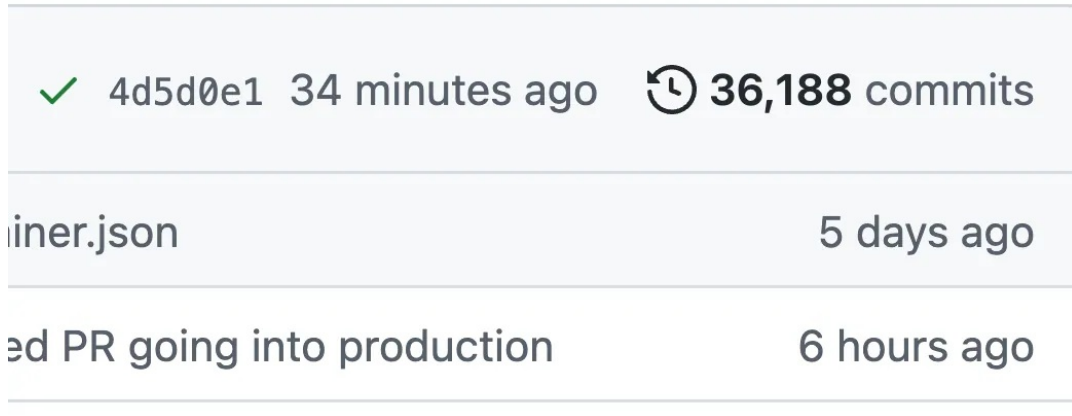 4d5d0e1 34 minutes ago 36,188 commits
iner.json 5 days ago
ed PR going into production 6 hours ago